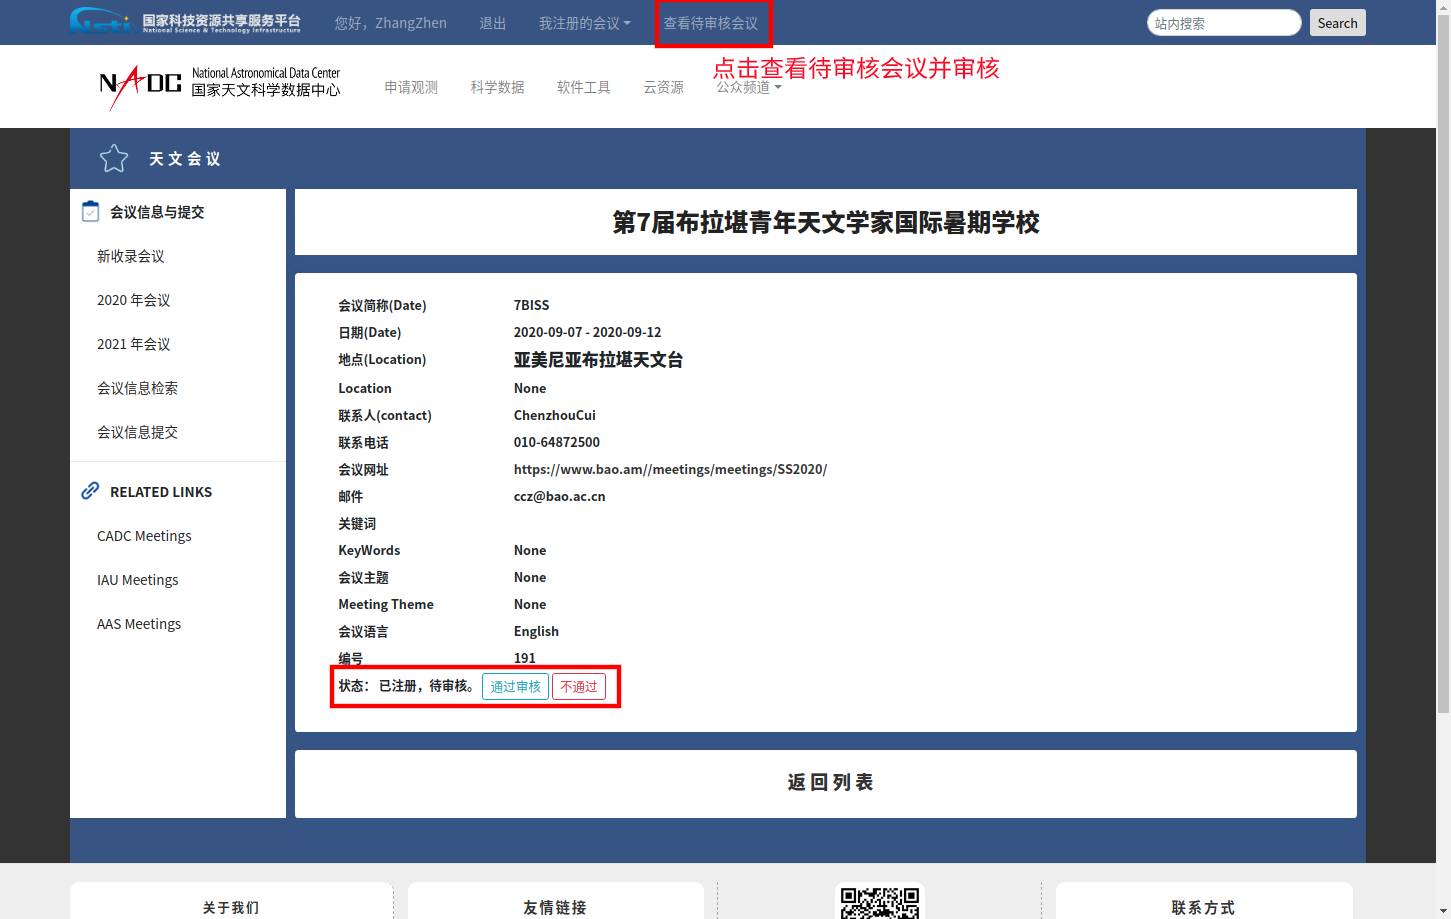 国家科技资源共享服务平台
National Science & Technology Infrastructure
您好，ZhangZhen
退出
我注册的会议
查看待审核会议
站内搜索
Search
点击查看待审核会议并审核
NADC
National Astronomical Data Center
国家天文科学数据中心
申请观测
科学数据
软件工具
云资源
公众频道
天文会议
会议信息与提交
新收录会议
2020 年会议
2021 年会议
会议信息检索
会议信息提交
RELATED LINKS
CADC Meetings
IAU Meetings
AAS Meetings
第7届布拉堪青年天文学家国际暑期学校
会议简称(Date) 7BISS
日期(Date) 2020-09-07 - 2020-09-12
地点(Location) 亚美尼亚布拉堪天文台
Location None
联系人(contact) ChenzhouCui
联系电话 010-64872500
会议网址 https://www.bao.am//meetings/meetings/SS2020/
邮件 ccz@bao.ac.cn
关键词
KeyWords None
会议主题 None
Meeting Theme None
会议语言 English
编号 191
状态： 已注册，待审核。 通过审核 不通过
返回列表
关于我们
友情链接
联系方式